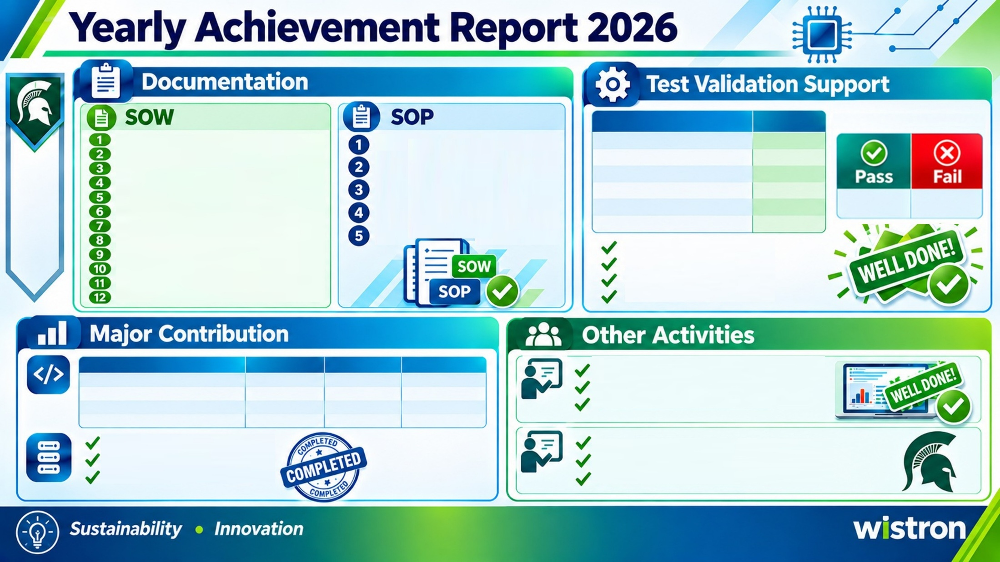 Yearly Achievement Report 2026
Documentation
SOW
1
2
3
4
5
6
7
8
9
10
11
12
SOP
1
2
3
4
5
SOW
SOP
Test Validation Support
Pass
Fail
WELL DONE!
Major Contribution
COMPLETED
COMPLETED
COMPLETED
Other Activities
WELL DONE!
Sustainability • Innovation
wistron